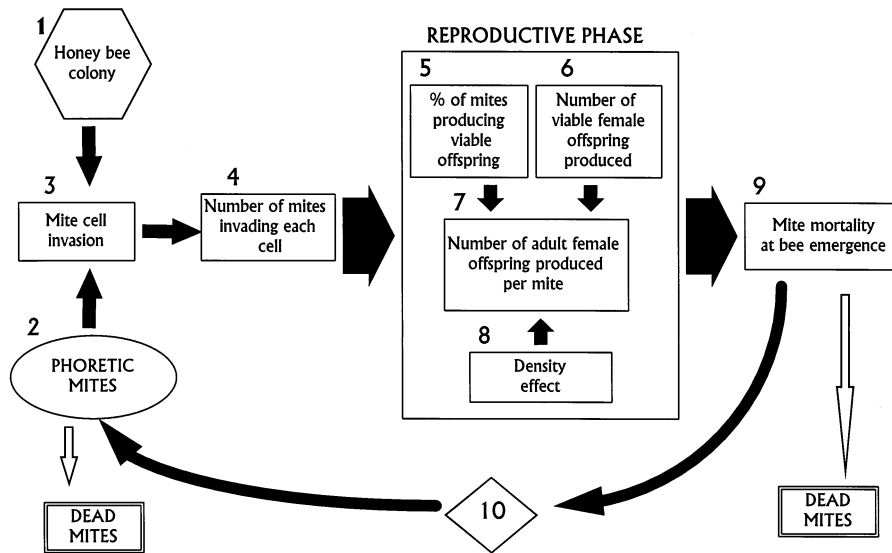 1
Honey bee
colony
REPRODUCTIVE PHASE
5
% of mites
producing
viable
offspring
6
Number of
viable female
offspring
produced
3
Mite cell
invasion
4
Number of mites
invading each
cell
7
Number of adult female
offspring produced
per mite
9
Mite mortality
at bee emergence
2
PHORETIC
MITES
8
Density
effect
DEAD
MITES
10
DEAD
MITES